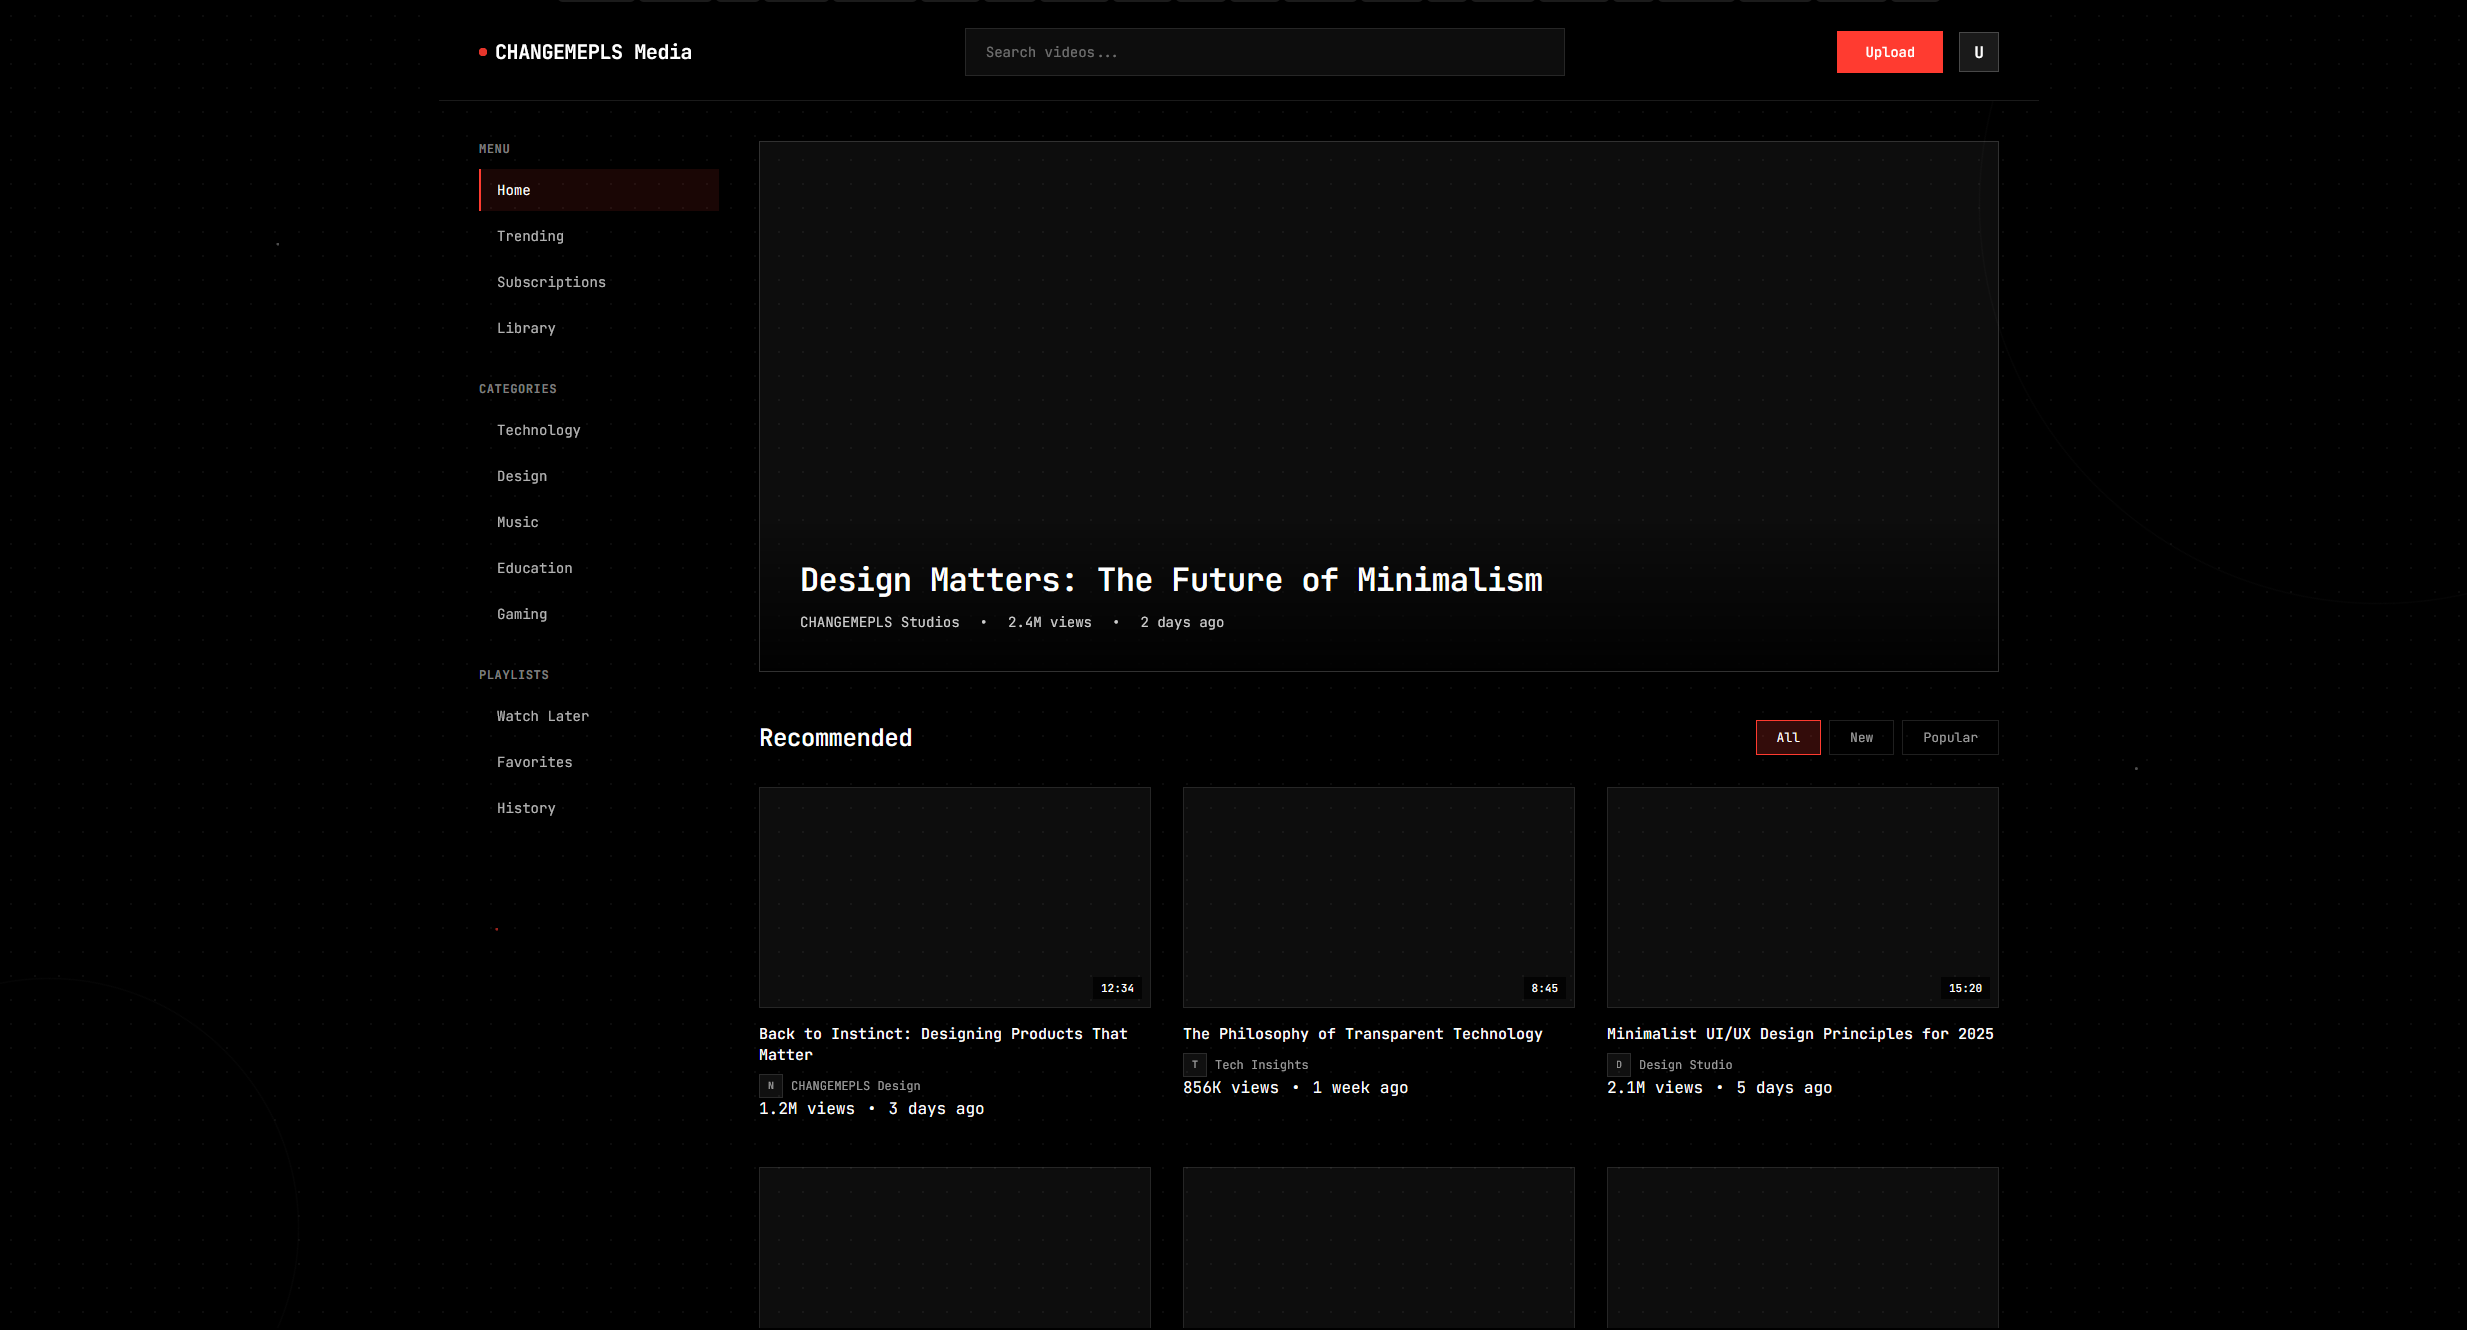 CHANGEMEPLS Media
Search videos...
Upload
U
MENU
Home
Trending
Subscriptions
Library
CATEGORIES
Technology
Design
Music
Education
Gaming
PLAYLISTS
Watch Later
Favorites
History
Design Matters: The Future of Minimalism
CHANGEMEPLS Studios • 2.4M views • 2 days ago
Recommended
All
New
Popular
12:34
Back to Instinct: Designing Products That
Matter
N CHANGEMEPLS Design
1.2M views • 3 days ago
8:45
The Philosophy of Transparent Technology
T Tech Insights
856K views • 1 week ago
15:20
Minimalist UI/UX Design Principles for 2025
D Design Studio
2.1M views • 5 days ago